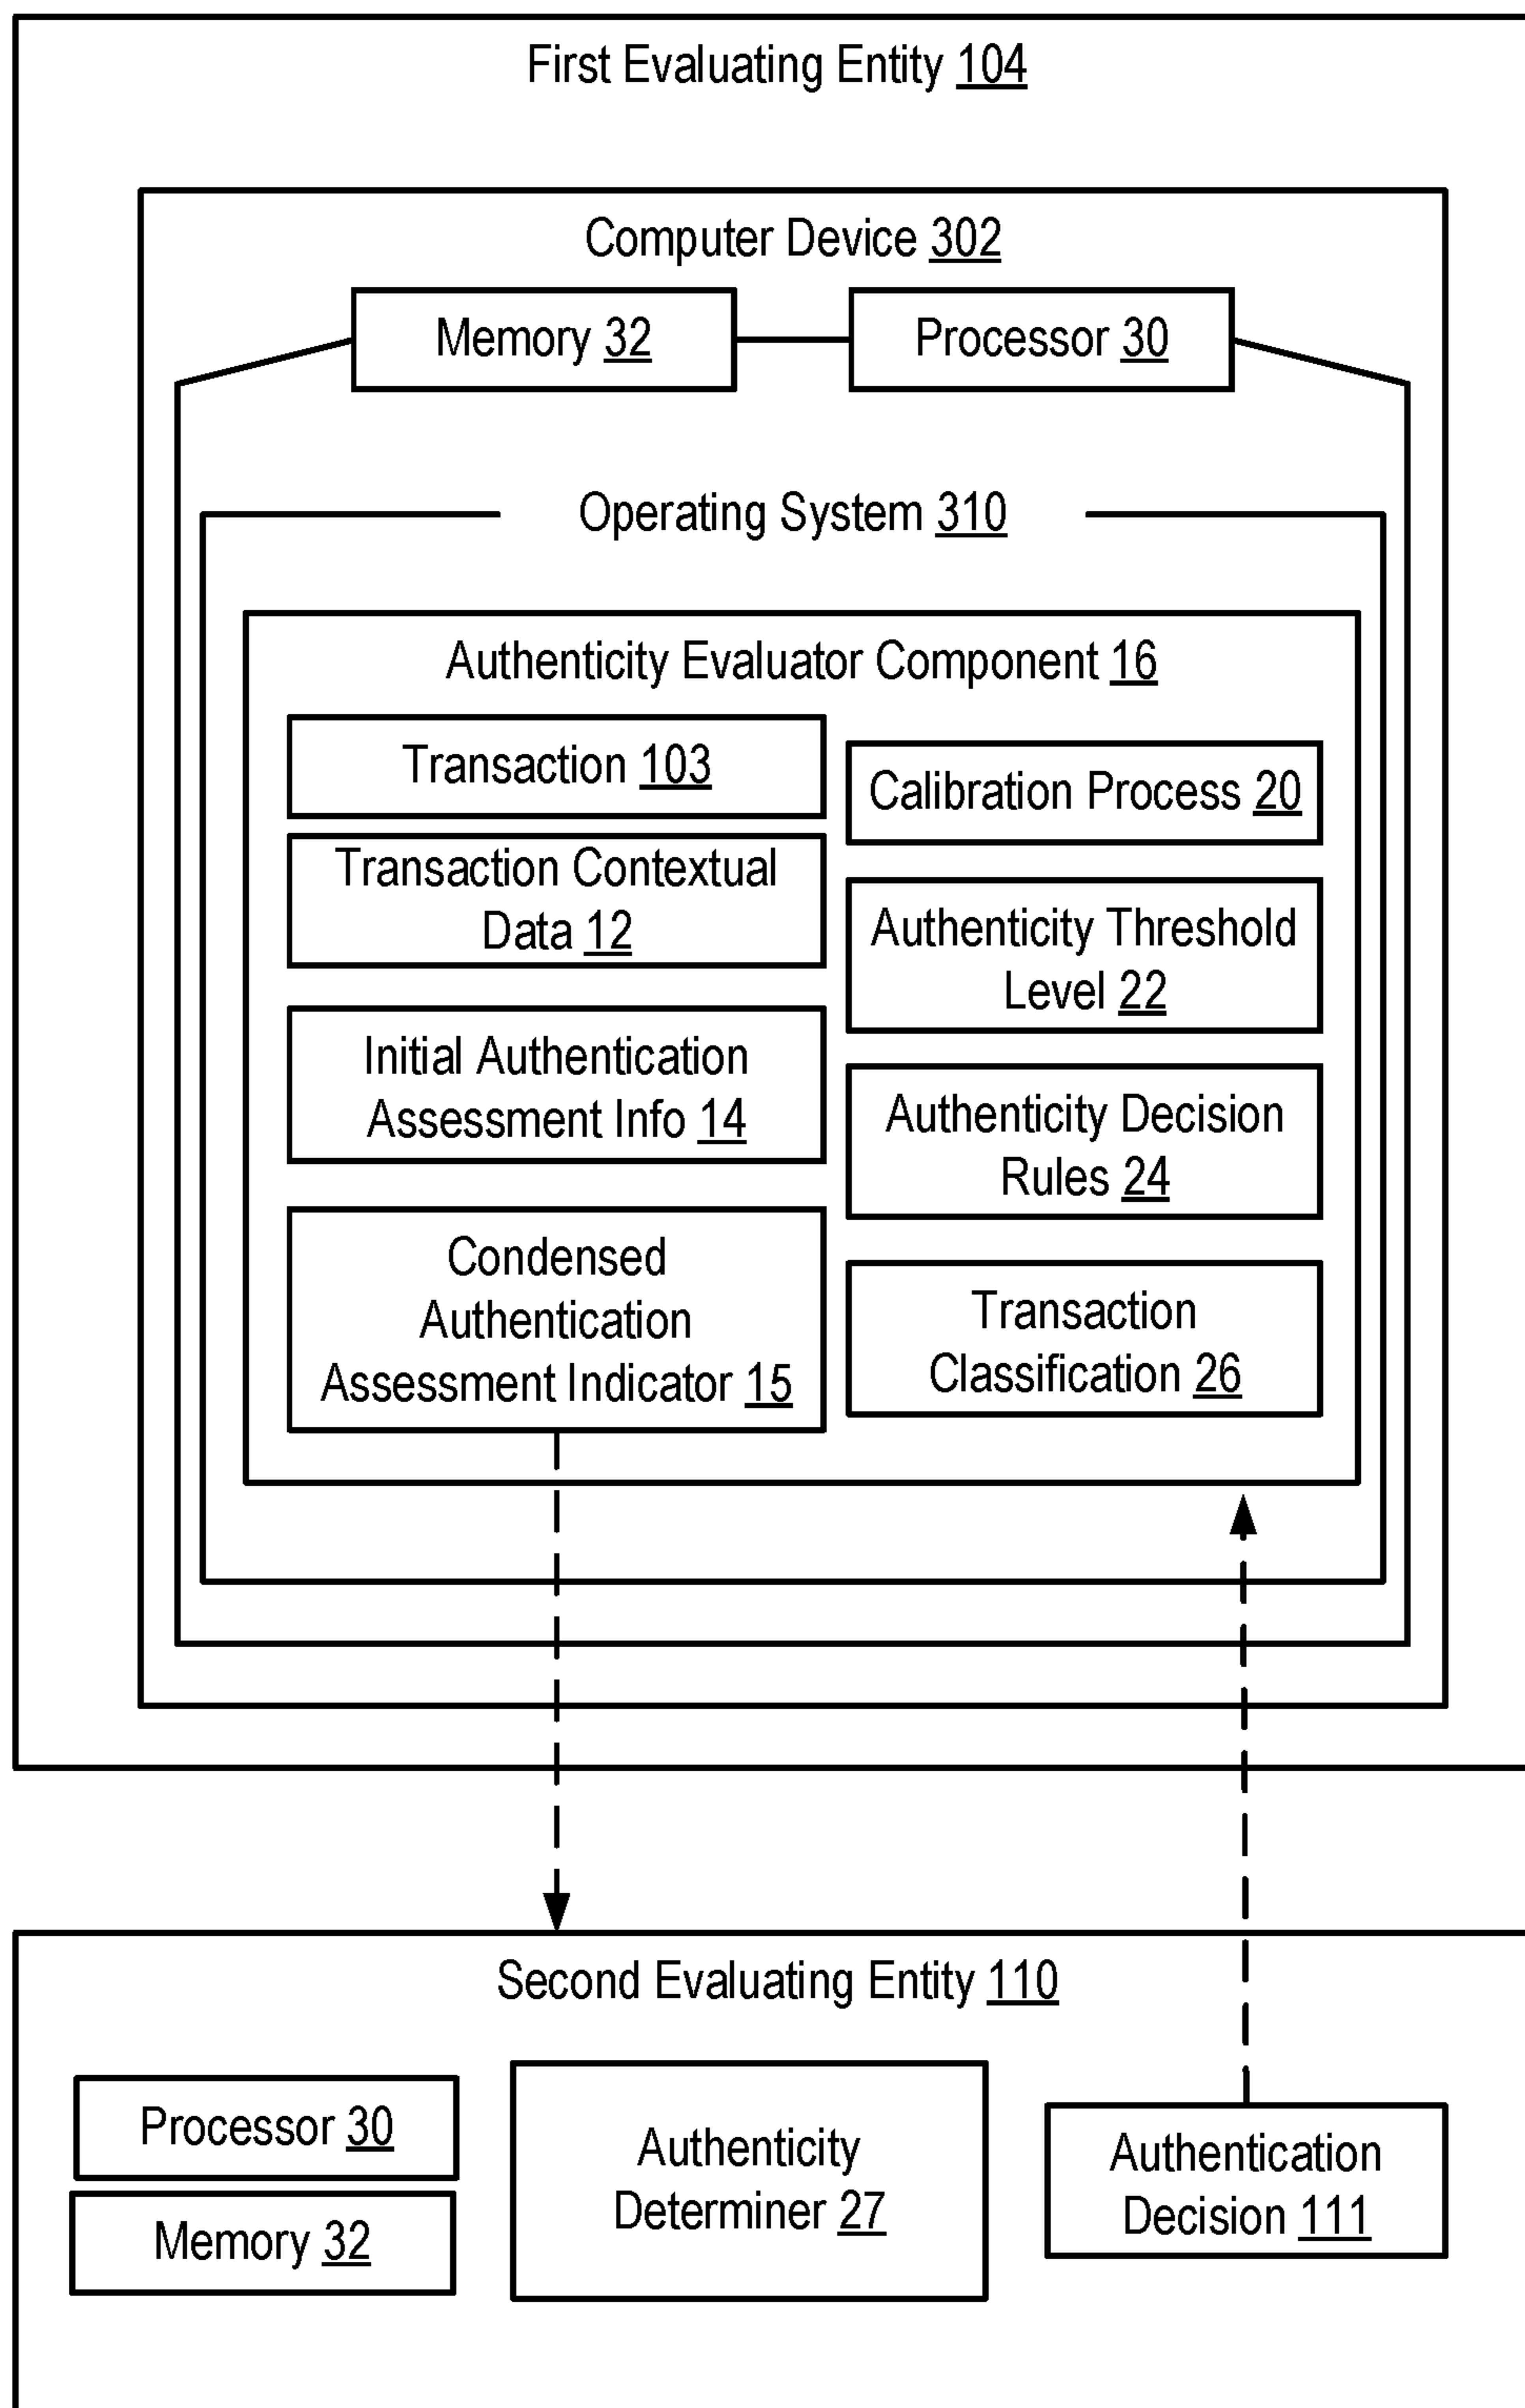 First Evaluating Entity 104
Computer Device 302
Memory 32
Processor 30
Operating System 310
Authenticity Evaluator Component 16
Transaction 103
Transaction Contextual
Data 12
Initial Authentication
Assessment Info 14
Condensed
Authentication
Assessment Indicator 15
Calibration Process 20
Authenticity Threshold
Level 22
Authenticity Decision
Rules 24
Transaction
Classification 26
Second Evaluating Entity 110
Processor 30
Memory 32
Authenticity
Determiner 27
Authentication
Decision 111